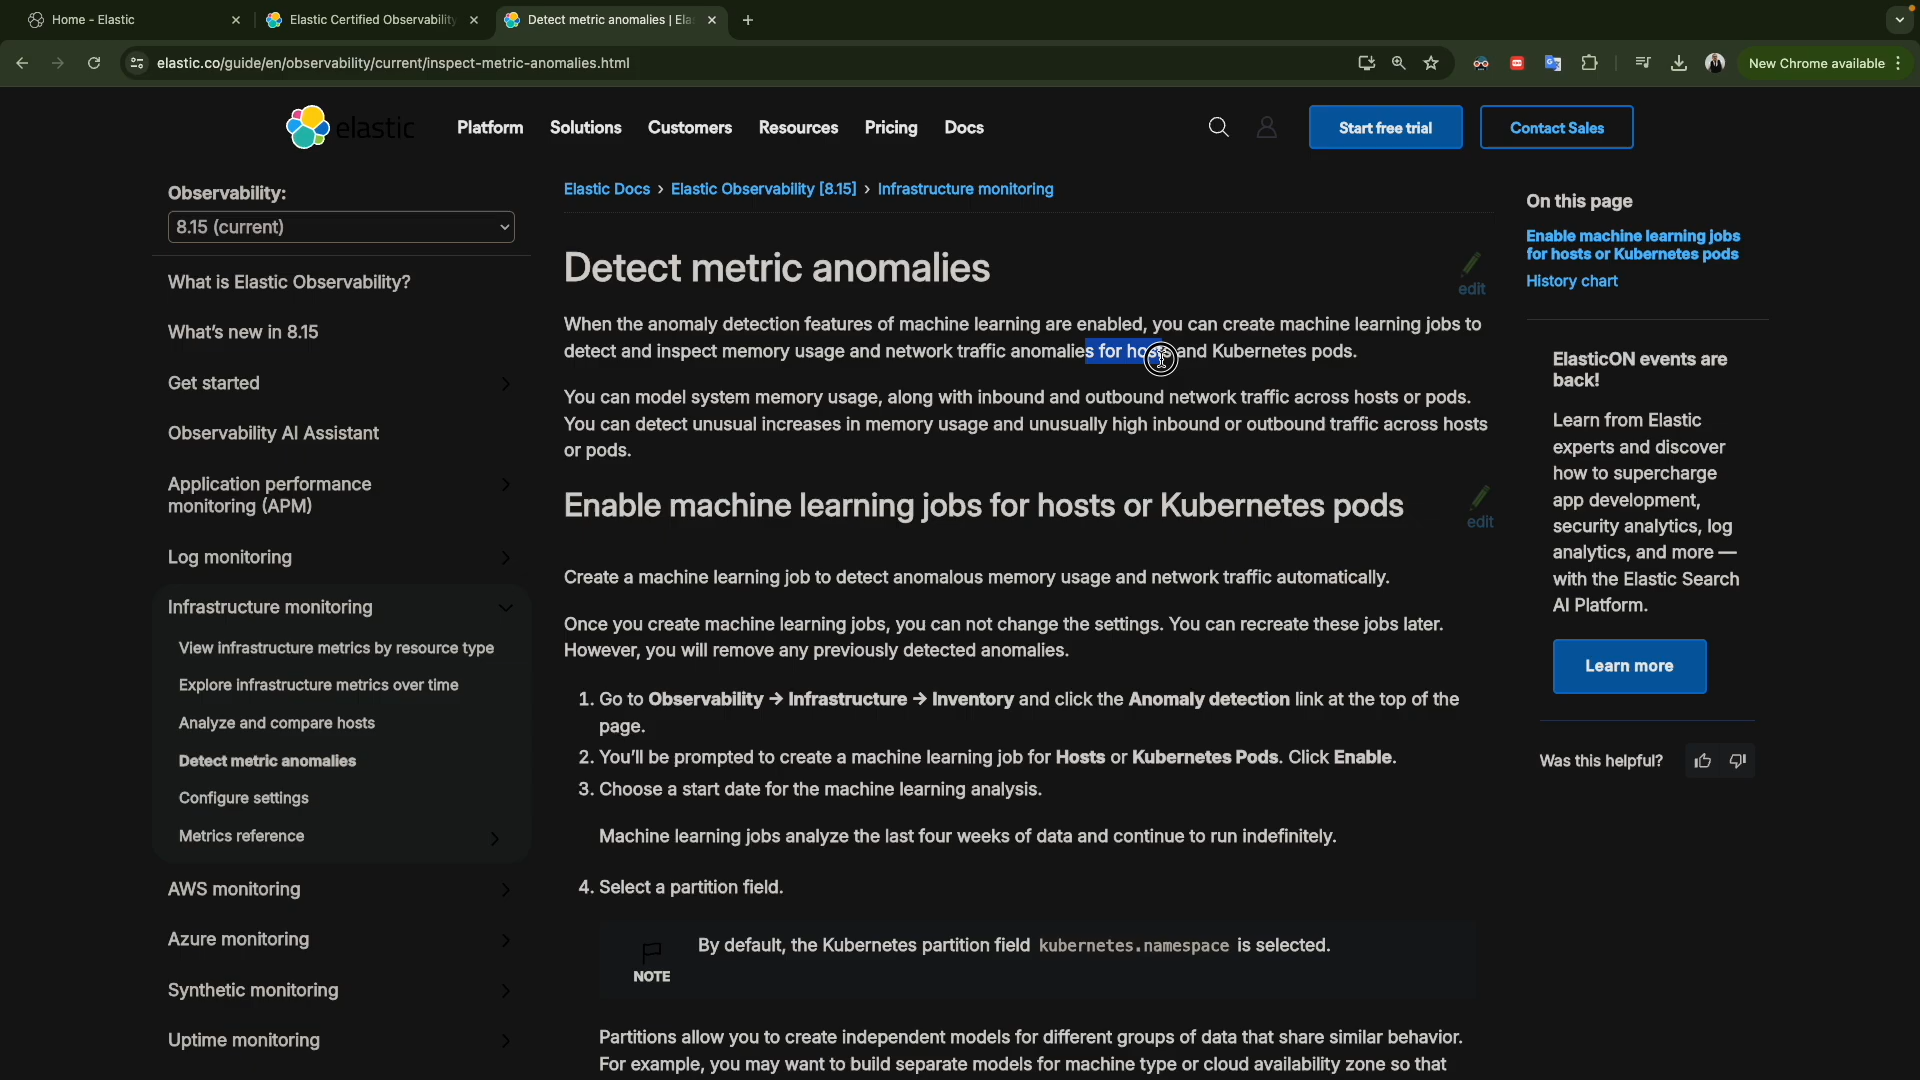 Home - Elastic
Elastic Certified Observability
Detect metric anomalies | Ela
elastic.co/guide/en/observability/current/inspect-metric-anomalies.html
New Chrome available
elastic
Platform
Solutions
Customers
Resources
Pricing
Docs
Start free trial
Contact Sales
Observability:
8.15 (current)
What is Elastic Observability?
What's new in 8.15
Get started
Observability AI Assistant
Application performance
monitoring (APM)
Log monitoring
Infrastructure monitoring
View infrastructure metrics by resource type
Explore infrastructure metrics over time
Analyze and compare hosts
Detect metric anomalies
Configure settings
Metrics reference
AWS monitoring
Azure monitoring
Synthetic monitoring
Uptime monitoring
Elastic Docs › Elastic Observability [8.15] › Infrastructure monitoring
Detect metric anomalies
edit
When the anomaly detection features of machine learning are enabled, you can create machine learning jobs to
detect and inspect memory usage and network traffic anomalies for hosts and Kubernetes pods.
You can model system memory usage, along with inbound and outbound network traffic across hosts or pods.
You can detect unusual increases in memory usage and unusually high inbound or outbound traffic across hosts
or pods.
Enable machine learning jobs for hosts or Kubernetes pods
edit
Create a machine learning job to detect anomalous memory usage and network traffic automatically.
Once you create machine learning jobs, you can not change the settings. You can recreate these jobs later.
However, you will remove any previously detected anomalies.
1. Go to Observability → Infrastructure → Inventory and click the Anomaly detection link at the top of the
page.
2. You'll be prompted to create a machine learning job for Hosts or Kubernetes Pods. Click Enable.
3. Choose a start date for the machine learning analysis.
Machine learning jobs analyze the last four weeks of data and continue to run indefinitely.
4. Select a partition field.
NOTE
By default, the Kubernetes partition field kubernetes.namespace is selected.
Partitions allow you to create independent models for different groups of data that share similar behavior.
For example, you may want to build separate models for machine type or cloud availability zone so that
On this page
Enable machine learning jobs
for hosts or Kubernetes pods
History chart
ElasticON events are
back!
Learn from Elastic
experts and discover
how to supercharge
app development,
security analytics, log
analytics, and more —
with the Elastic Search
AI Platform.
Learn more
Was this helpful?